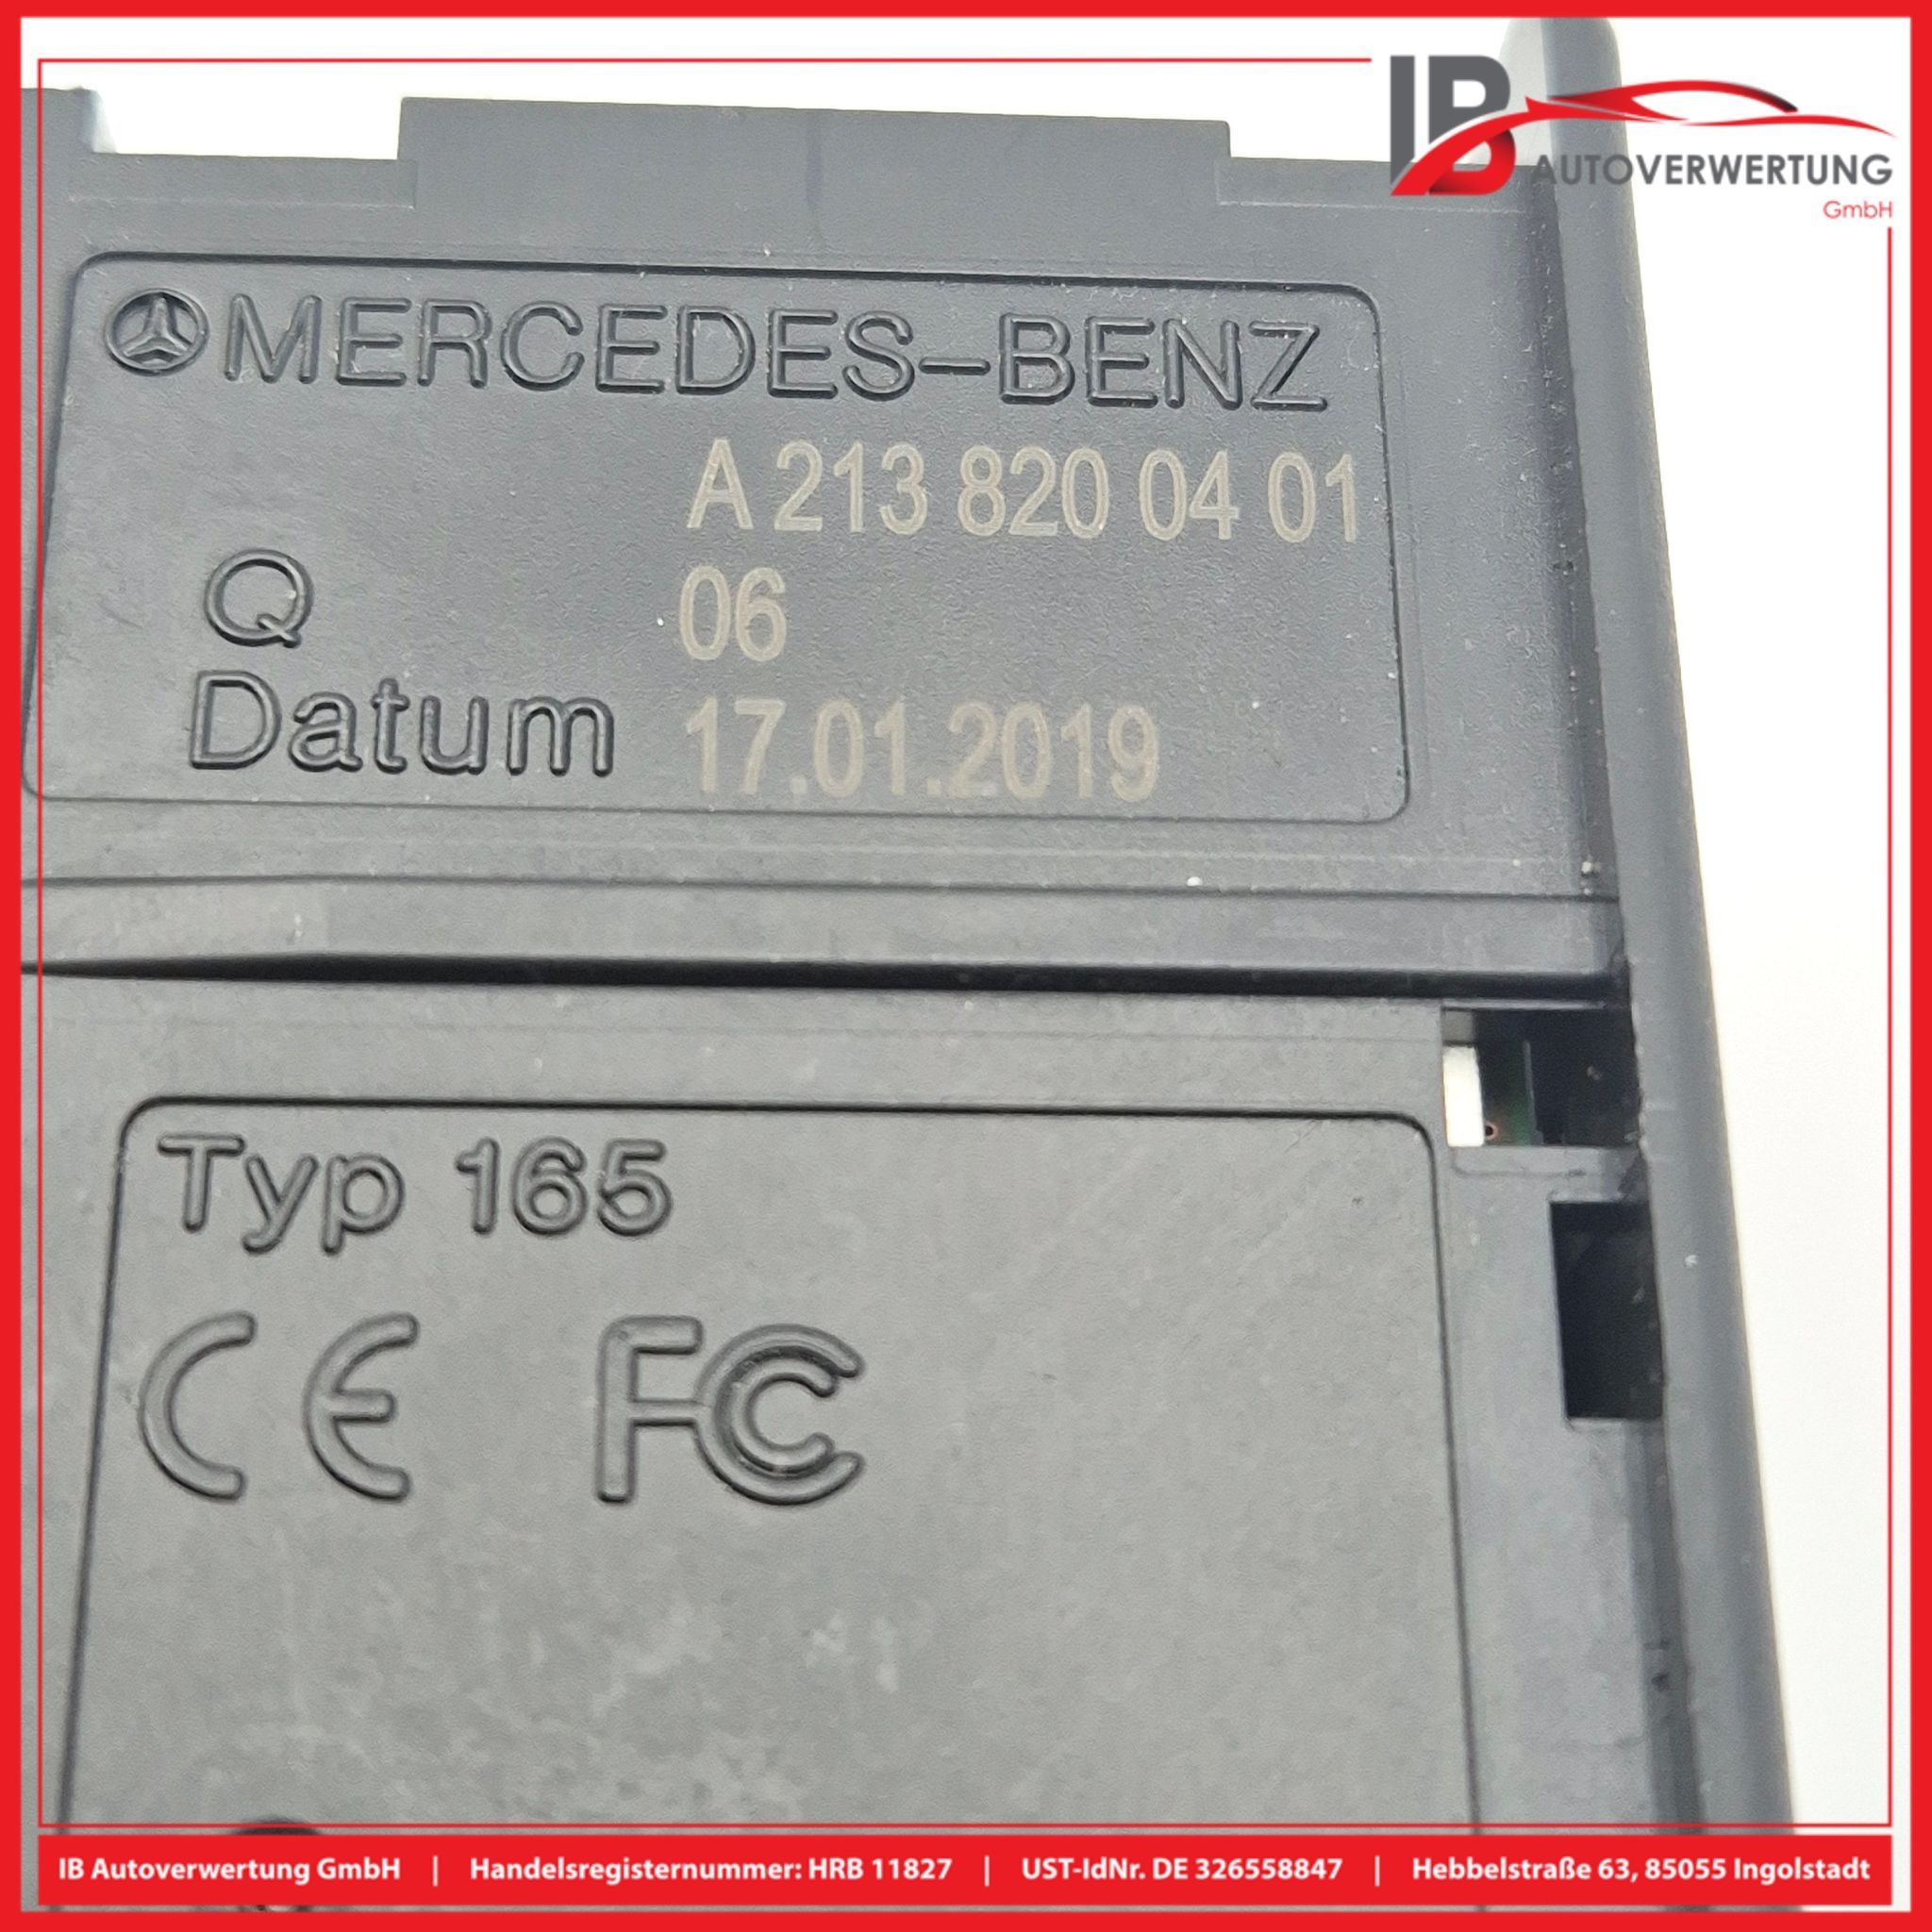 IB
AUTOVERWERTUNG
GmbH
MERCEDES-BENZ
A 213 820 04 01
Q 06
Datum 17.01.2019
Typ 165
CE FC
IB Autoverwertung GmbH | Handelsregisternummer: HRB 11827 | UST-IdNr. DE 326558847 | Hebbelstraße 63, 85055 Ingolstadt